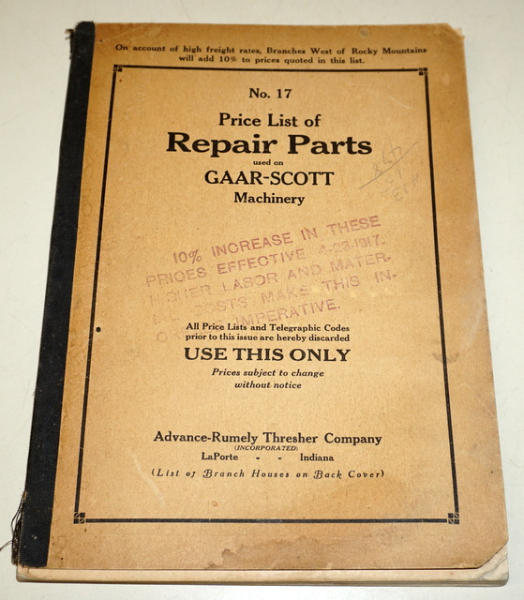 On account of high freight rates, Branches West of Rocky Mountains
will add 10% to prices quoted in this list.
No. 17
Price List of
Repair Parts
used on
GAAR-SCOTT
Machinery
10% INCREASE IN THESE
PRICES EFFECTIVE 4-23-1917.
HIGHER LABOR AND MATER-
IAL COSTS MAKE THIS IN-
IMPERATIVE.
All Price Lists and Telegraphic Codes
prior to this issue are hereby discarded
USE THIS ONLY
Prices subject to change
without notice
Advance-Rumely Thresher Company
(INCORPORATED)
LaPorte - - Indiana
(List of Branch Houses on Back Cover)